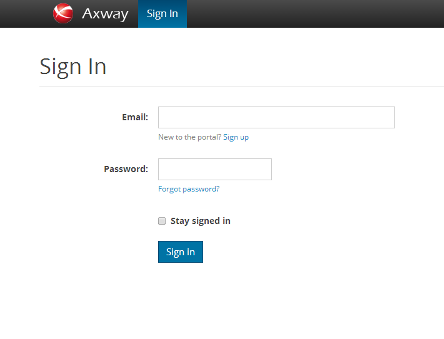 Axway Sign In
Sign In
Email:
New to the portal? Sign up
Password:
Forgot password?
Stay signed in
Sign In